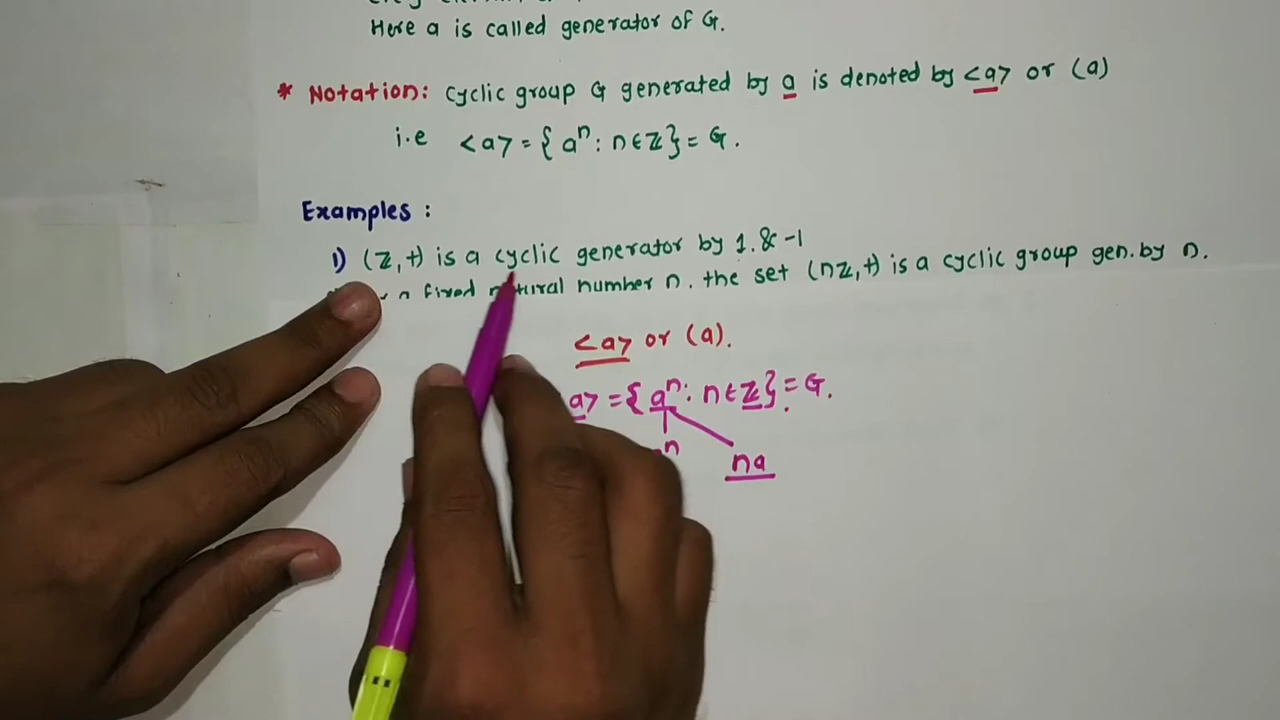 Here a is called generator of G.
* Notation: cyclic group G generated by a is denoted by <a> or (a)
i.e <a> = { aⁿ : n ∈ ℤ } = G.
Examples :
1) (ℤ, +) is a cyclic generator by 1. & -1
a fixed natural number n. the set (nℤ, +) is a cyclic group gen. by n.
<a> or (a).
a> = { aⁿ : n ∈ ℤ } = G.
n na